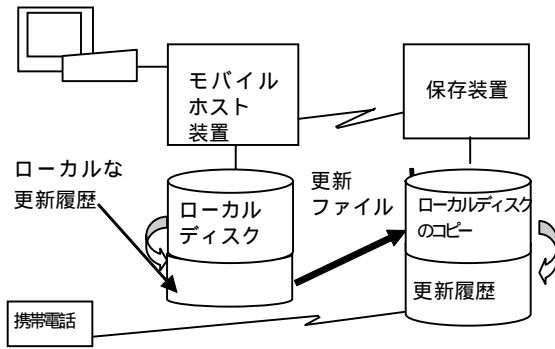 モバイル
ホスト
装置
保存装置
ローカルな
更新履歴
ローカル
ディスク
更新
ファイル
ローカルディスク
のコピー
更新履歴
携帯電話